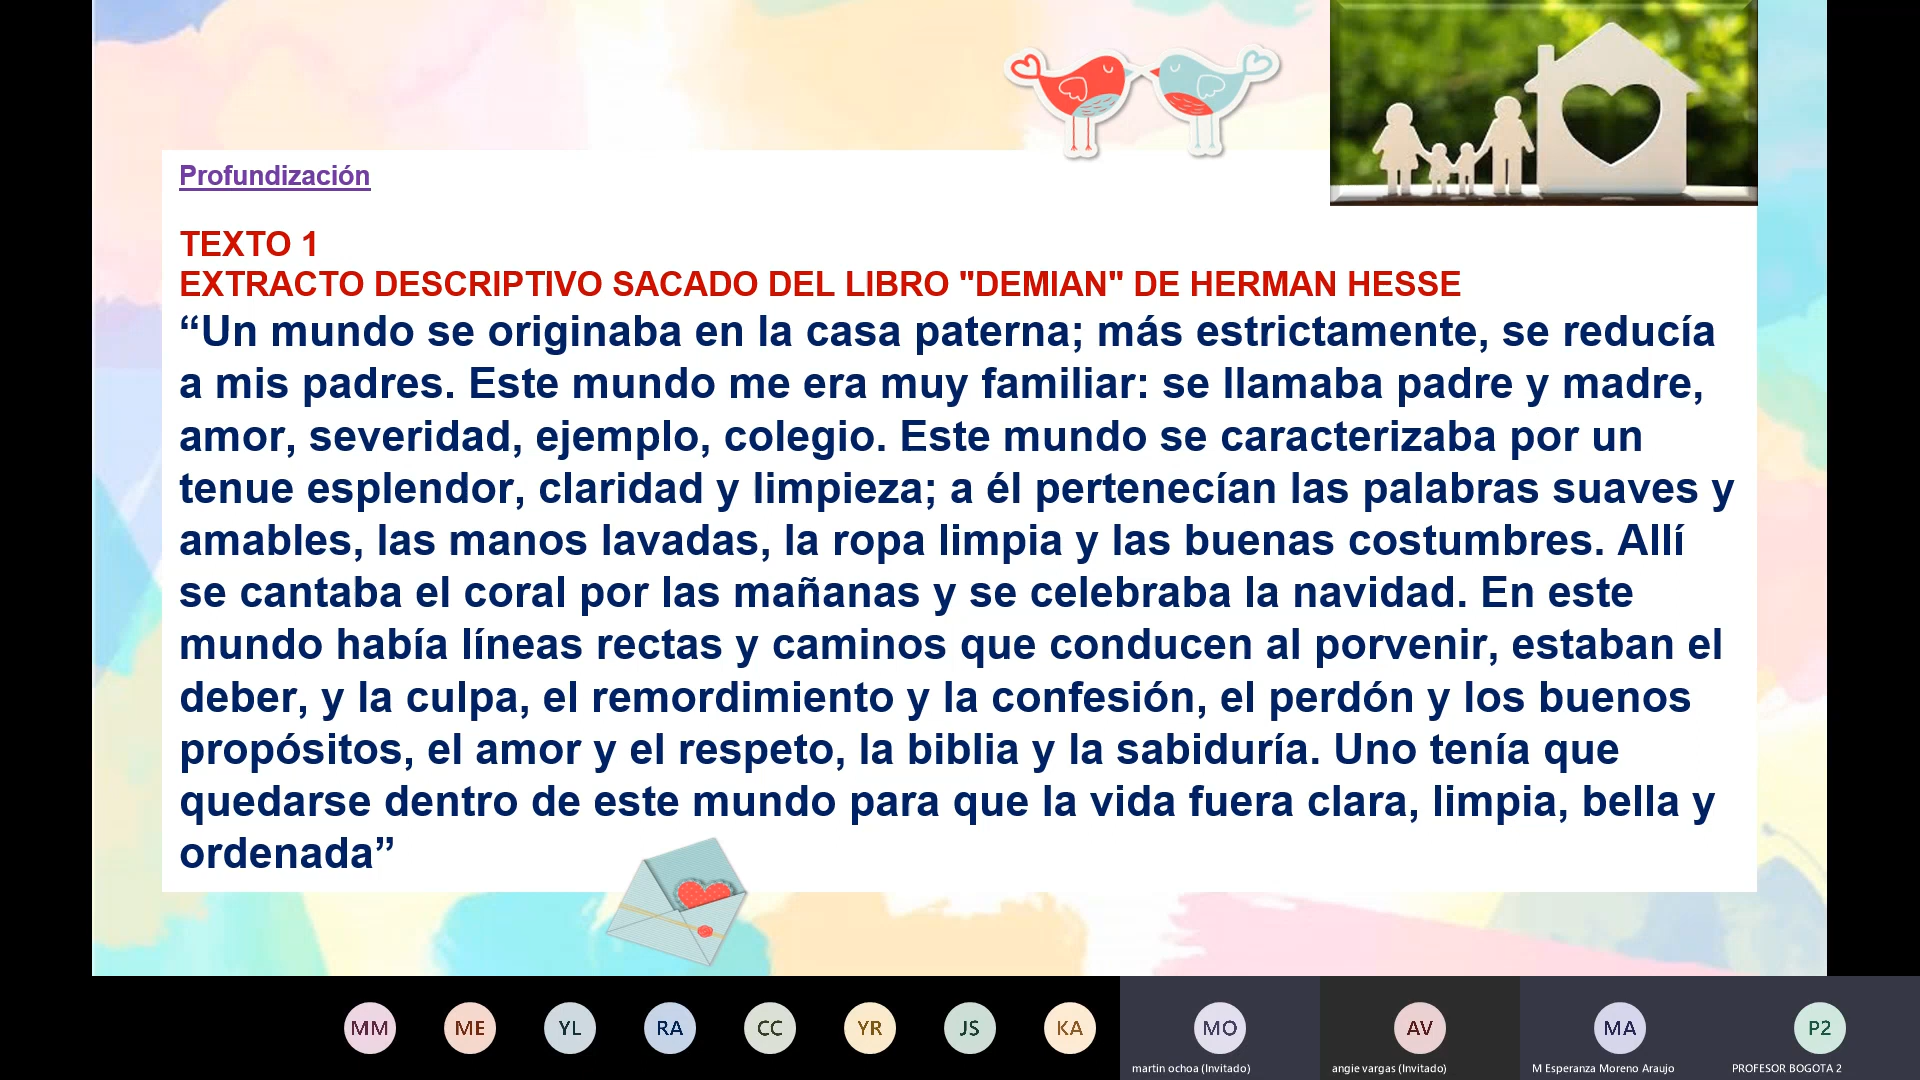 Profundización
TEXTO 1
EXTRACTO DESCRIPTIVO SACADO DEL LIBRO "DEMIAN" DE HERMAN HESSE
“Un mundo se originaba en la casa paterna; más estrictamente, se reducía
a mis padres. Este mundo me era muy familiar: se llamaba padre y madre,
amor, severidad, ejemplo, colegio. Este mundo se caracterizaba por un
tenue esplendor, claridad y limpieza; a él pertenecían las palabras suaves y
amables, las manos lavadas, la ropa limpia y las buenas costumbres. Allí
se cantaba el coral por las mañanas y se celebraba la navidad. En este
mundo había líneas rectas y caminos que conducen al porvenir, estaban el
deber, y la culpa, el remordimiento y la confesión, el perdón y los buenos
propósitos, el amor y el respeto, la biblia y la sabiduría. Uno tenía que
quedarse dentro de este mundo para que la vida fuera clara, limpia, bella y
ordenada”
MM ME YL RA CC YR JS KA MO AV MA P2
martin ochoa (Invitado) angie vargas (Invitado) M Esperanza Moreno Araujo PROFESOR BOGOTA 2